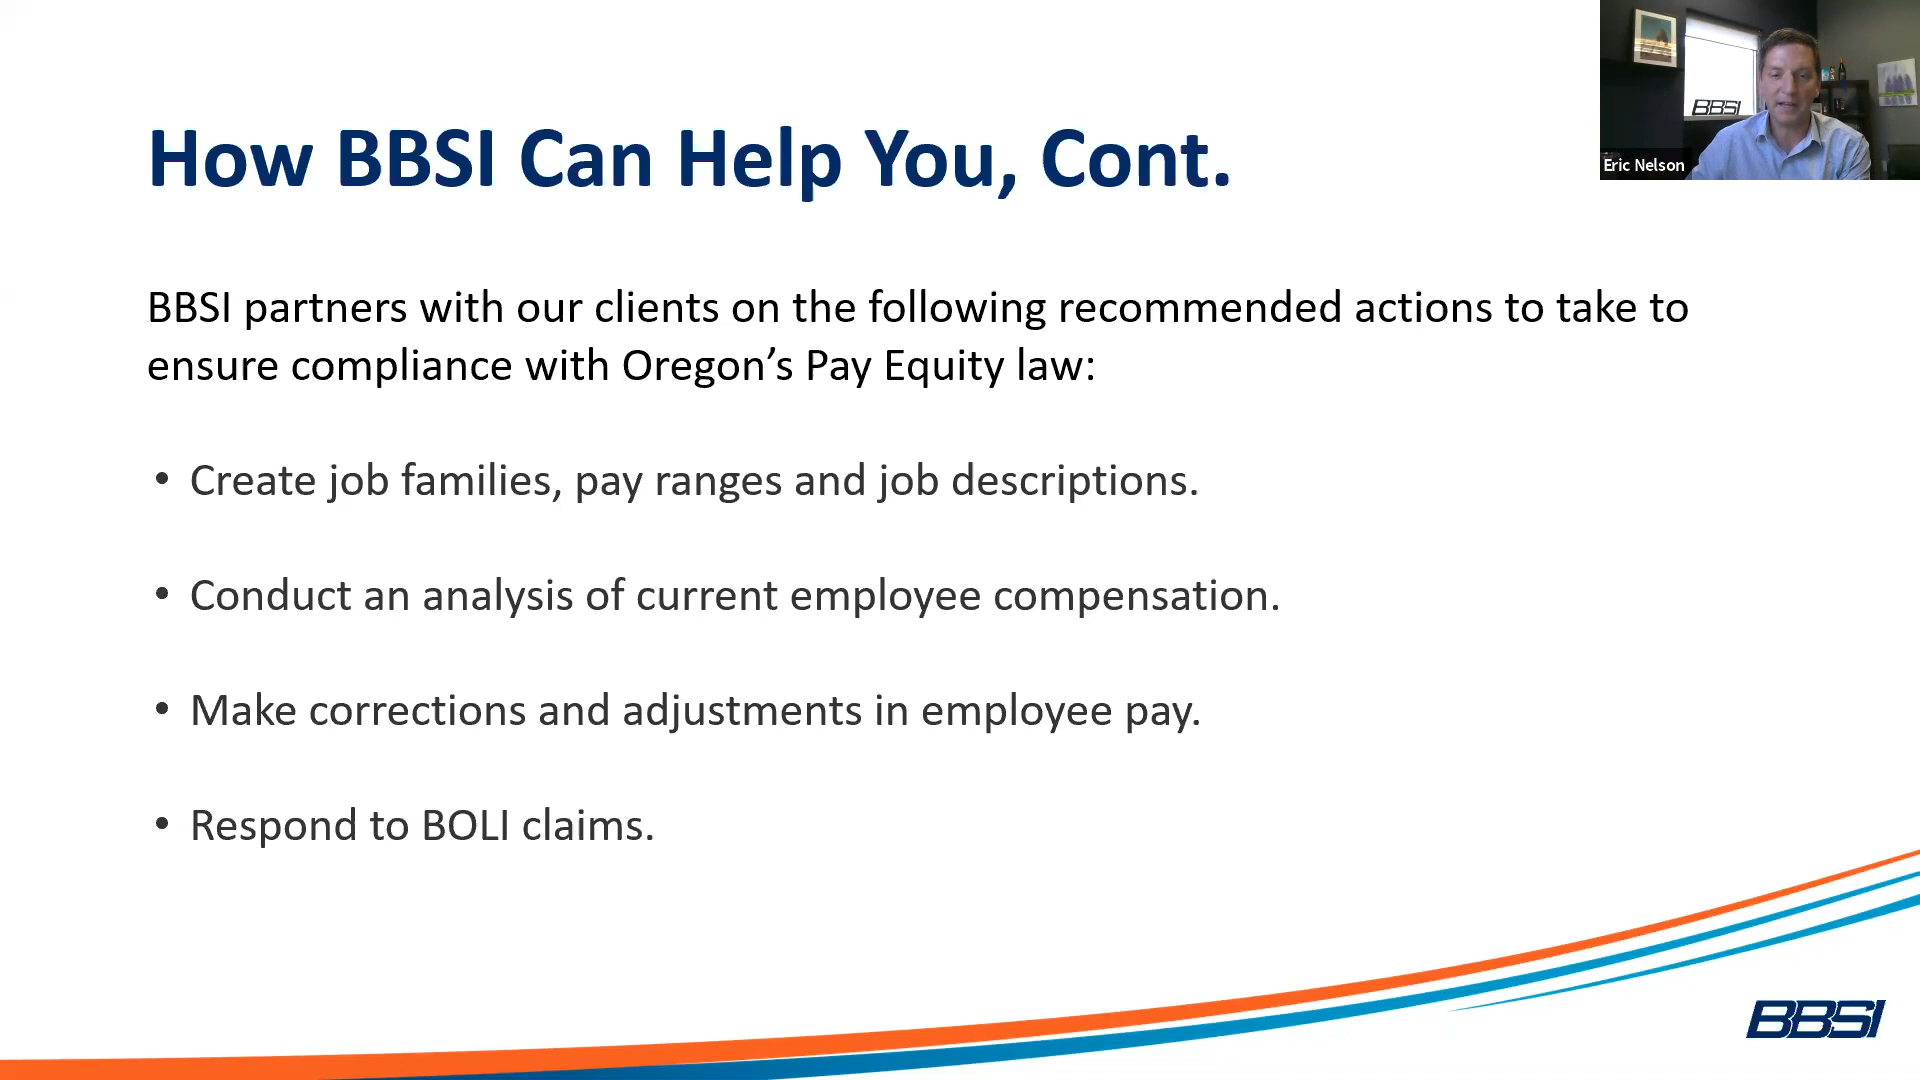 How BBSI Can Help You, Cont.
BBSI
Eric Nelson
BBSI partners with our clients on the following recommended actions to take to
ensure compliance with Oregon’s Pay Equity law:
• Create job families, pay ranges and job descriptions.
• Conduct an analysis of current employee compensation.
• Make corrections and adjustments in employee pay.
• Respond to BOLI claims.
BBSI